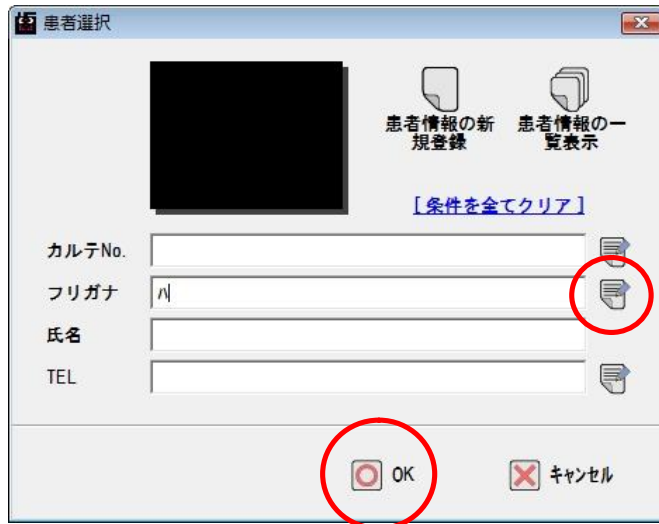 患者選択
患者情報の新
規登録
患者情報の一
覧表示
[条件を全てクリア]
カルテNo.
フリガナ
ﾊ
氏名
TEL
OK
キャンセル